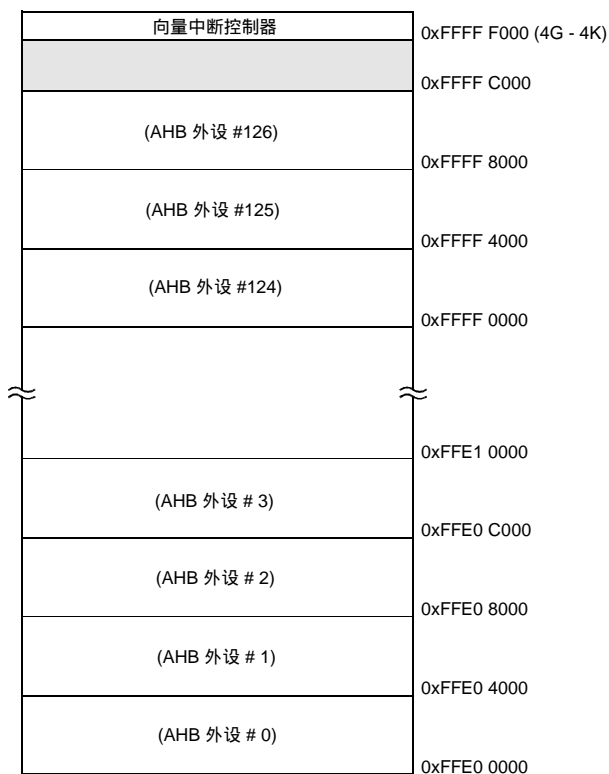 向量中断控制器
0xFFFF F000 (4G - 4K)
0xFFFF C000
(AHB 外设 #126)
0xFFFF 8000
(AHB 外设 #125)
0xFFFF 4000
(AHB 外设 #124)
0xFFFF 0000
0xFFE1 0000
(AHB 外设 # 3)
0xFFE0 C000
(AHB 外设 # 2)
0xFFE0 8000
(AHB 外设 # 1)
0xFFE0 4000
(AHB 外设 # 0)
0xFFE0 0000